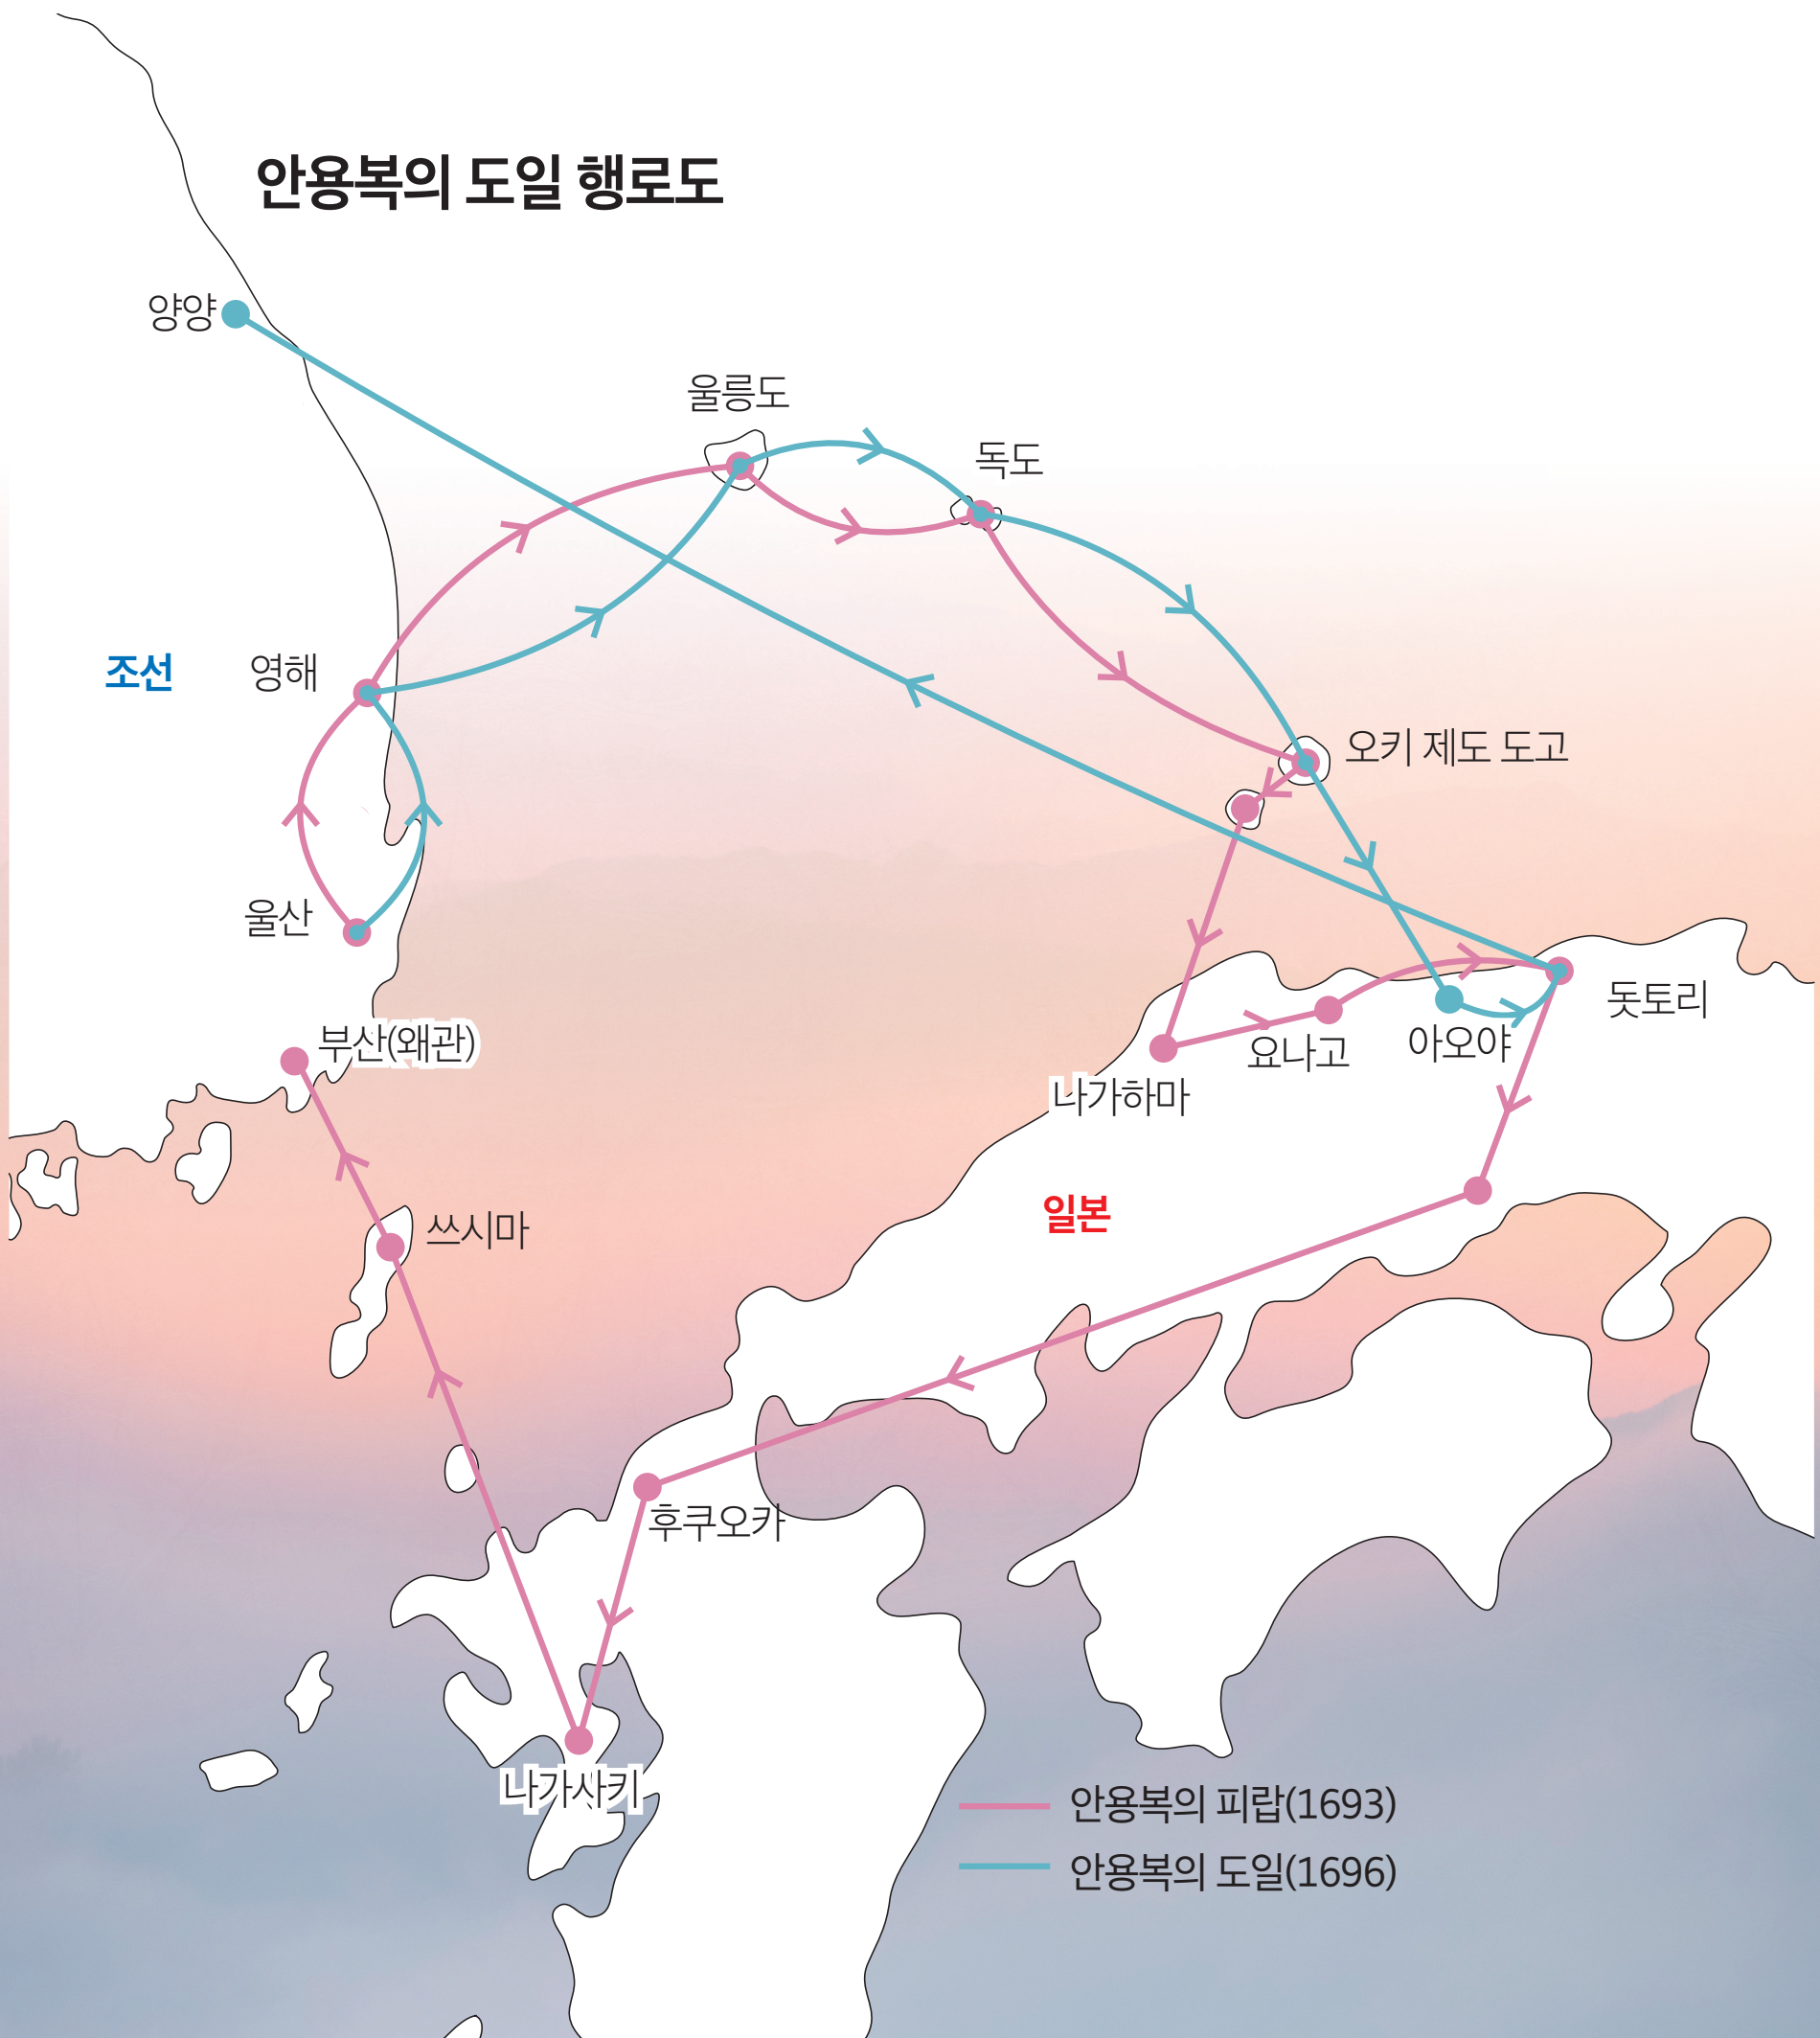 안용복의 도일 행로도
양양
울릉도
독도
조선
영해
오키 제도 도고
울산
돗토리
부산(왜관)
요나고
아오야
나가하마
일본
쓰시마
후쿠오카
나가사키
안용복의 피랍(1693)
안용복의 도일(1696)